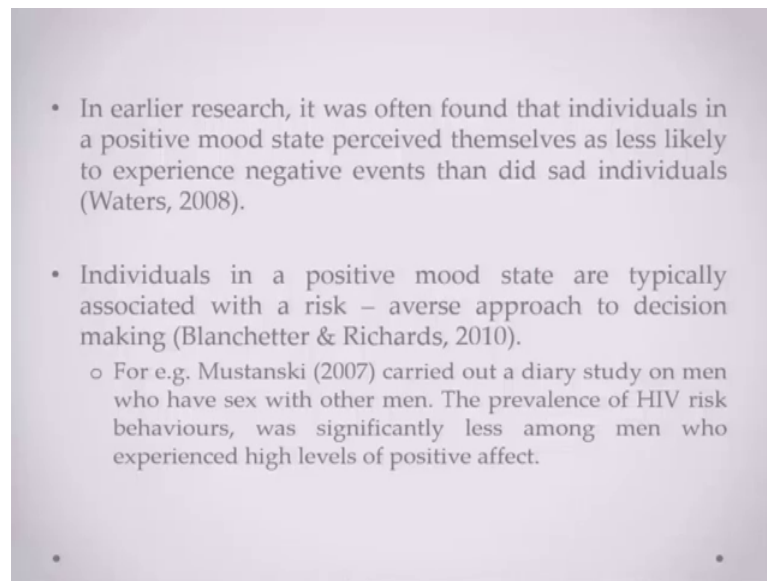 • In earlier research, it was often found that individuals in
a positive mood state perceived themselves as less likely
to experience negative events than did sad individuals
(Waters, 2008).
• Individuals in a positive mood state are typically
associated with a risk – averse approach to decision
making (Blanchetter & Richards, 2010).
o For e.g. Mustanski (2007) carried out a diary study on men
who have sex with other men. The prevalence of HIV risk
behaviours, was significantly less among men who
experienced high levels of positive affect.